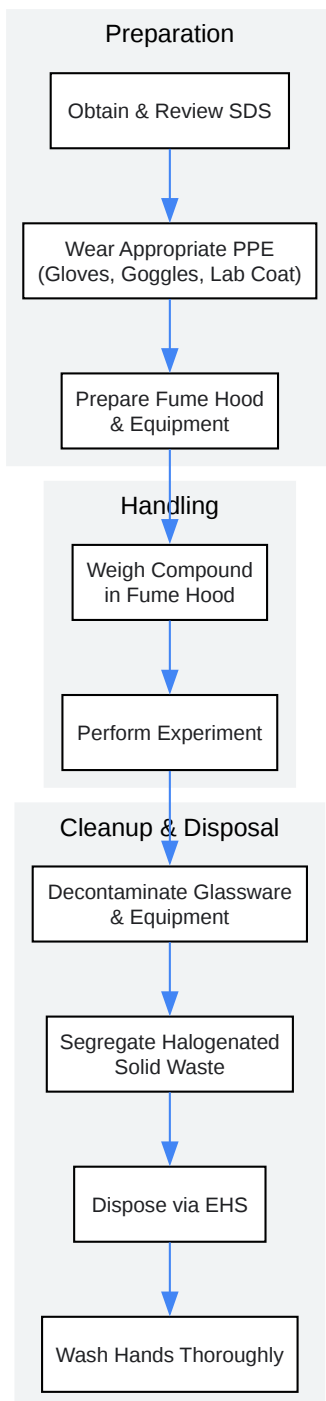 Preparation
Obtain & Review SDS
Wear Appropriate PPE
(Gloves, Goggles, Lab Coat)
Prepare Fume Hood
& Equipment
Handling
Weigh Compound
in Fume Hood
Perform Experiment
Cleanup & Disposal
Decontaminate Glassware
& Equipment
Segregate Halogenated
Solid Waste
Dispose via EHS
Wash Hands Thoroughly